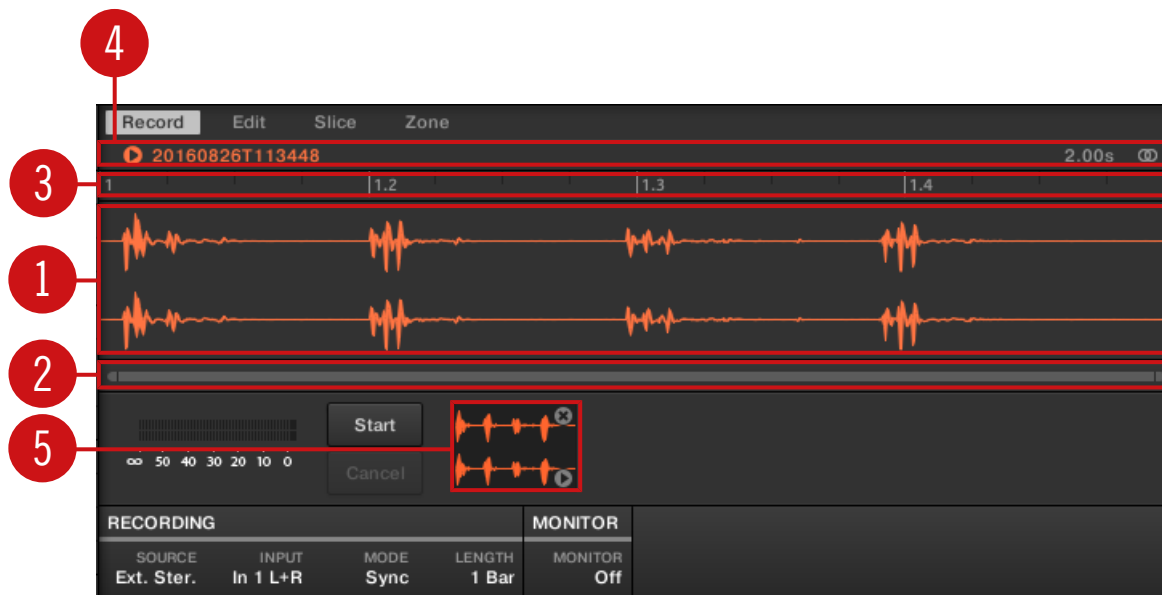 4
Record Edit Slice Zone
20160826T113448 2.00s
3
1 1.2 1.3 1.4
1
2
5
Start
∞ 50 40 30 20 10 0
Cancel
RECORDING MONITOR
SOURCE INPUT MODE LENGTH MONITOR
Ext. Ster. In 1 L+R Sync 1 Bar Off